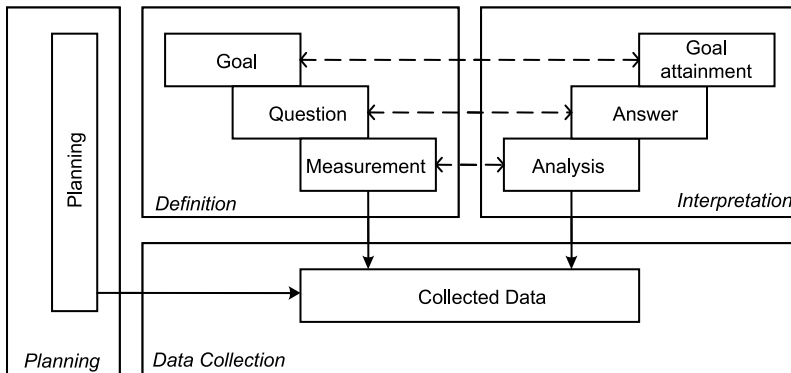 Goal
Goal
attainment
Question
Answer
Measurement
Analysis
Planning
Definition
Interpretation
Collected Data
Planning
Data Collection